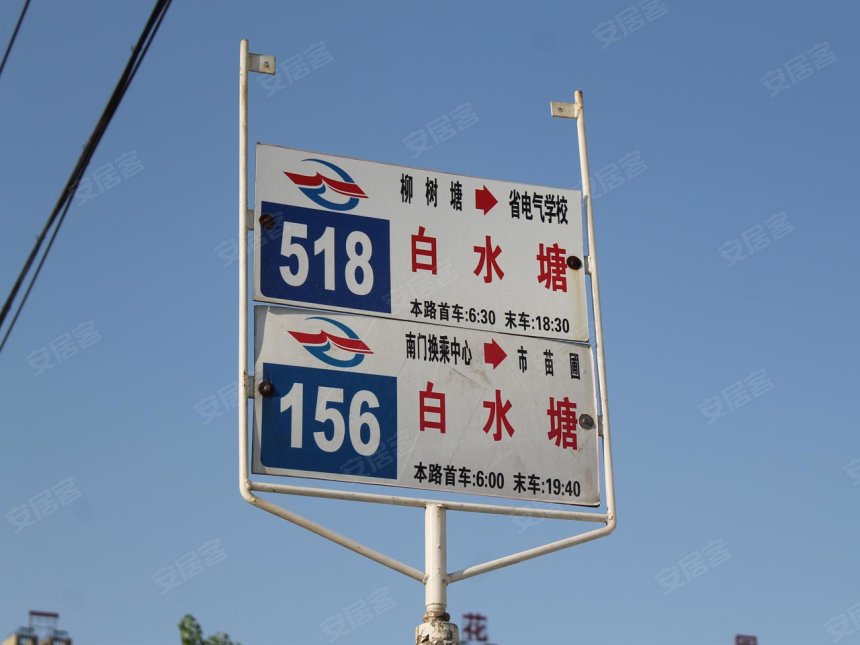 柳树塘 → 省电气学校
518 白水塘
本路首车:6:30 末车:18:30
南门换乘中心 → 市苗圃
156 白水塘
本路首车:6:00 末车:19:40
花
安居客